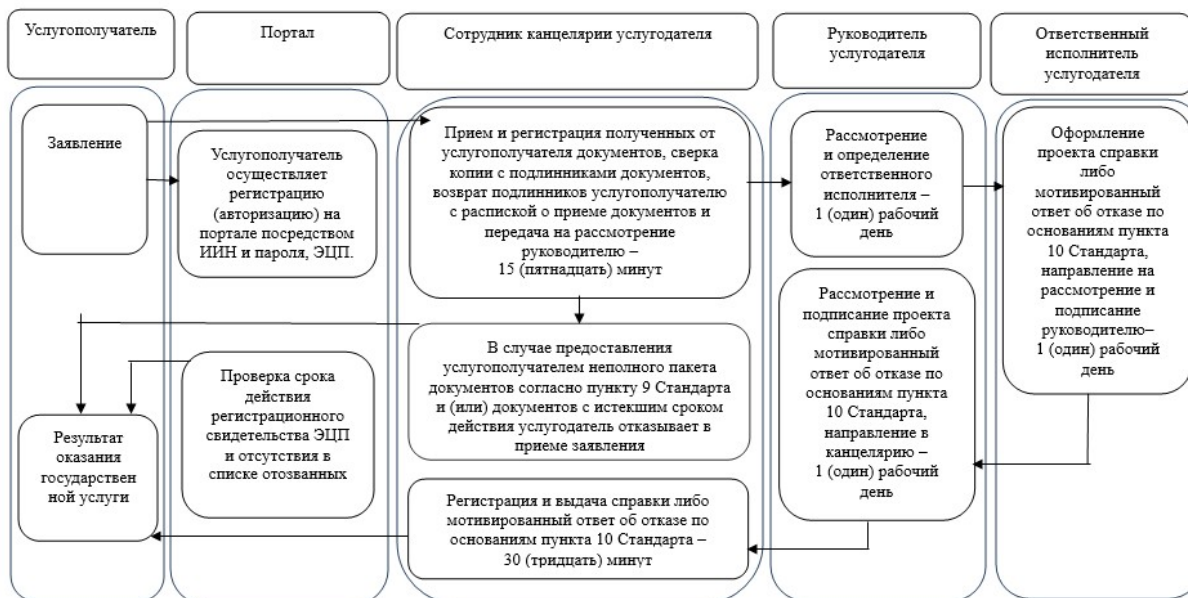 Услугополучатель
Портал
Сотрудник канцелярии услугодателя
Руководитель
услугодателя
Ответственный
исполнитель
услугодателя
Заявление
Услугополучатель
осуществляет
регистрацию
(авторизацию) на
портале посредством
ИИН и пароля, ЭЦП.
Прием и регистрация полученных от
услугополучателя документов, сверка
копии с подлинниками документов,
возврат подлинников услугополучателю
с распиской о приеме документов и
передача на рассмотрение
руководителю –
15 (пятнадцать) минут
Рассмотрение
и определение
ответственного
исполнителя –
1 (один) рабочий
день
Оформление
проекта справки
либо
мотивированный
ответ об отказе по
основаниям пункта
10 Стандарта,
направление на
рассмотрение и
подписание
руководителю–
1 (один) рабочий
день
Рассмотрение и
подписание проекта
справки либо
мотивированный
ответ об отказе по
основаниям пункта
10 Стандарта,
направление в
канцелярию –
1 (один) рабочий
день
В случае предоставления
услугополучателем неполного пакета
документов согласно пункту 9 Стандарта
и (или) документов с истекшим сроком
действия услугодатель отказывает в
приеме заявления
Проверка срока
действия
регистрационного
свидетельства ЭЦП
и отсутствия в
списке отозванных
Результат
оказания
государствен
ной услуги
Регистрация и выдача справки либо
мотивированный ответ об отказе по
основаниям пункта 10 Стандарта –
30 (тридцать) минут